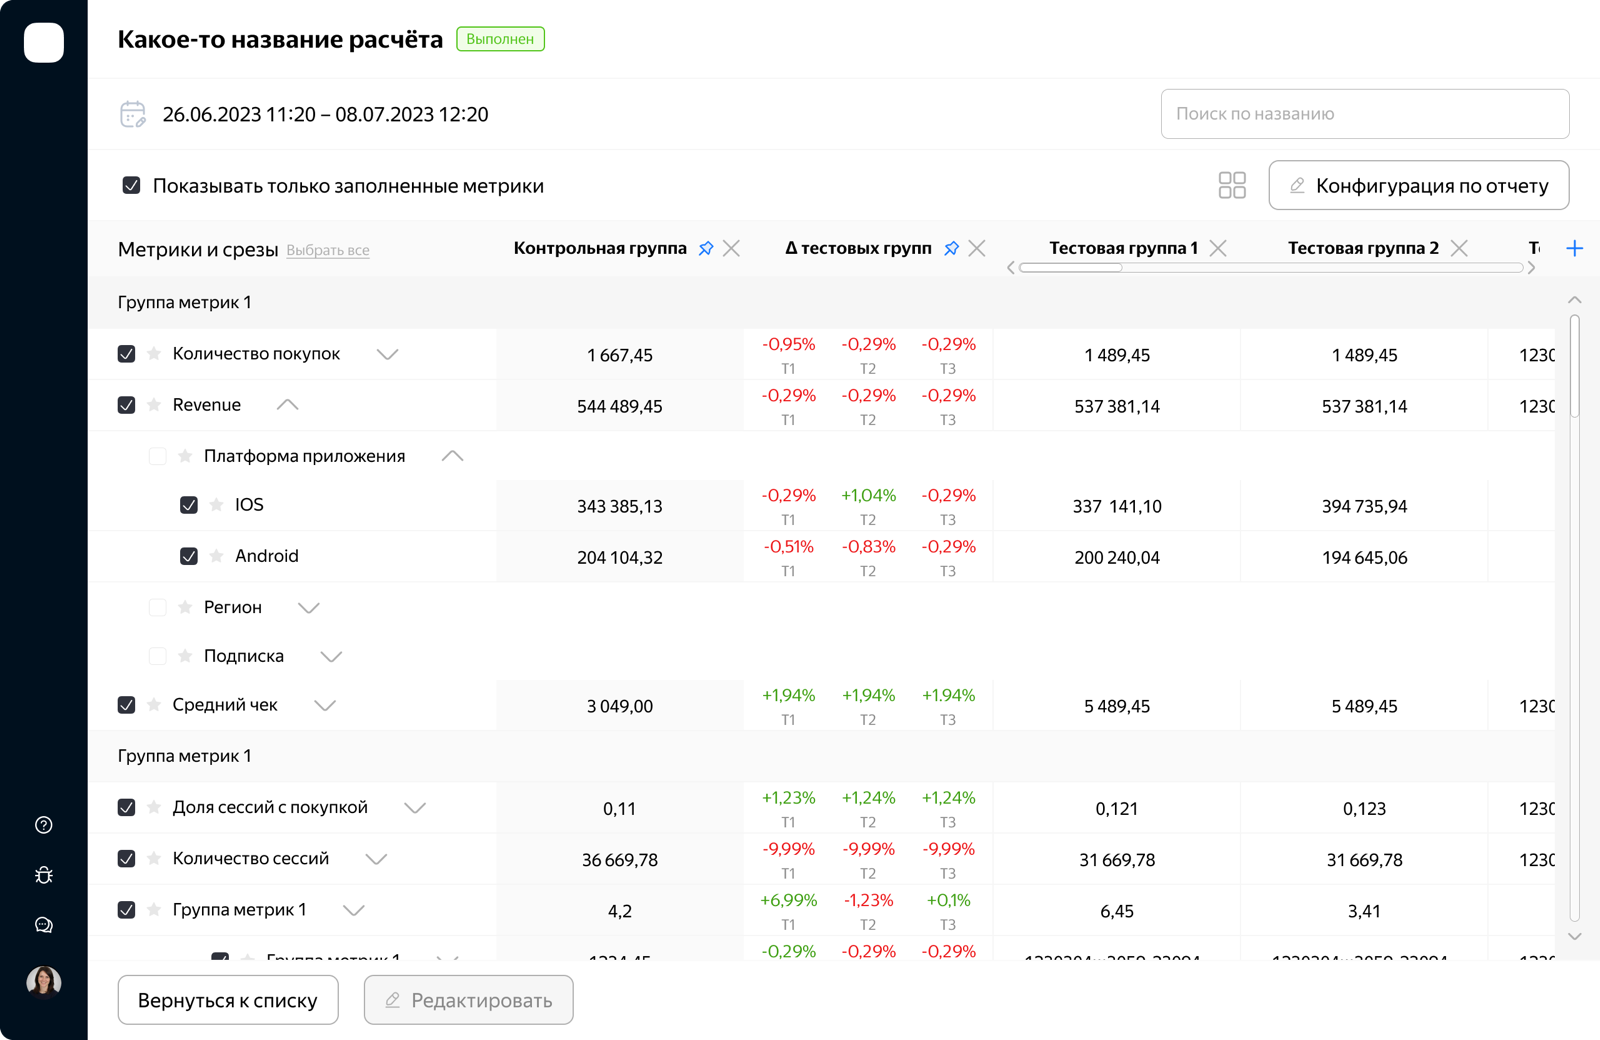 Какое-то название расчёта Выполнен
26.06.2023 11:20 – 08.07.2023 12:20 Поиск по названию
Показывать только заполненные метрики Конфигурация по отчету
Метрики и срезы Выбрать все Контрольная группа Δ тестовых групп Тестовая группа 1 Тестовая группа 2
Группа метрик 1
Количество покупок 1 667,45 -0,95% T1 -0,29% T2 -0,29% T3 1 489,45 1 489,45 1230
Revenue 544 489,45 -0,29% T1 -0,29% T2 -0,29% T3 537 381,14 537 381,14 1230
Платформа приложения
IOS 343 385,13 -0,29% T1 +1,04% T2 -0,29% T3 337 141,10 394 735,94
Android 204 104,32 -0,51% T1 -0,83% T2 -0,29% T3 200 240,04 194 645,06
Регион
Подписка
Средний чек 3 049,00 +1,94% T1 +1,94% T2 +1.94% T3 5 489,45 5 489,45 1230
Группа метрик 1
Доля сессий с покупкой 0,11 +1,23% T1 +1,24% T2 +1,24% T3 0,121 0,123 1230
Количество сессий 36 669,78 -9,99% T1 -9,99% T2 -9,99% T3 31 669,78 31 669,78 1230
Группа метрик 1 4,2 +6,99% T1 -1,23% T2 +0,1% T3 6,45 3,41
Группа метрик 1 -0,29% -0,29% -0,29%
Вернуться к списку Редактировать